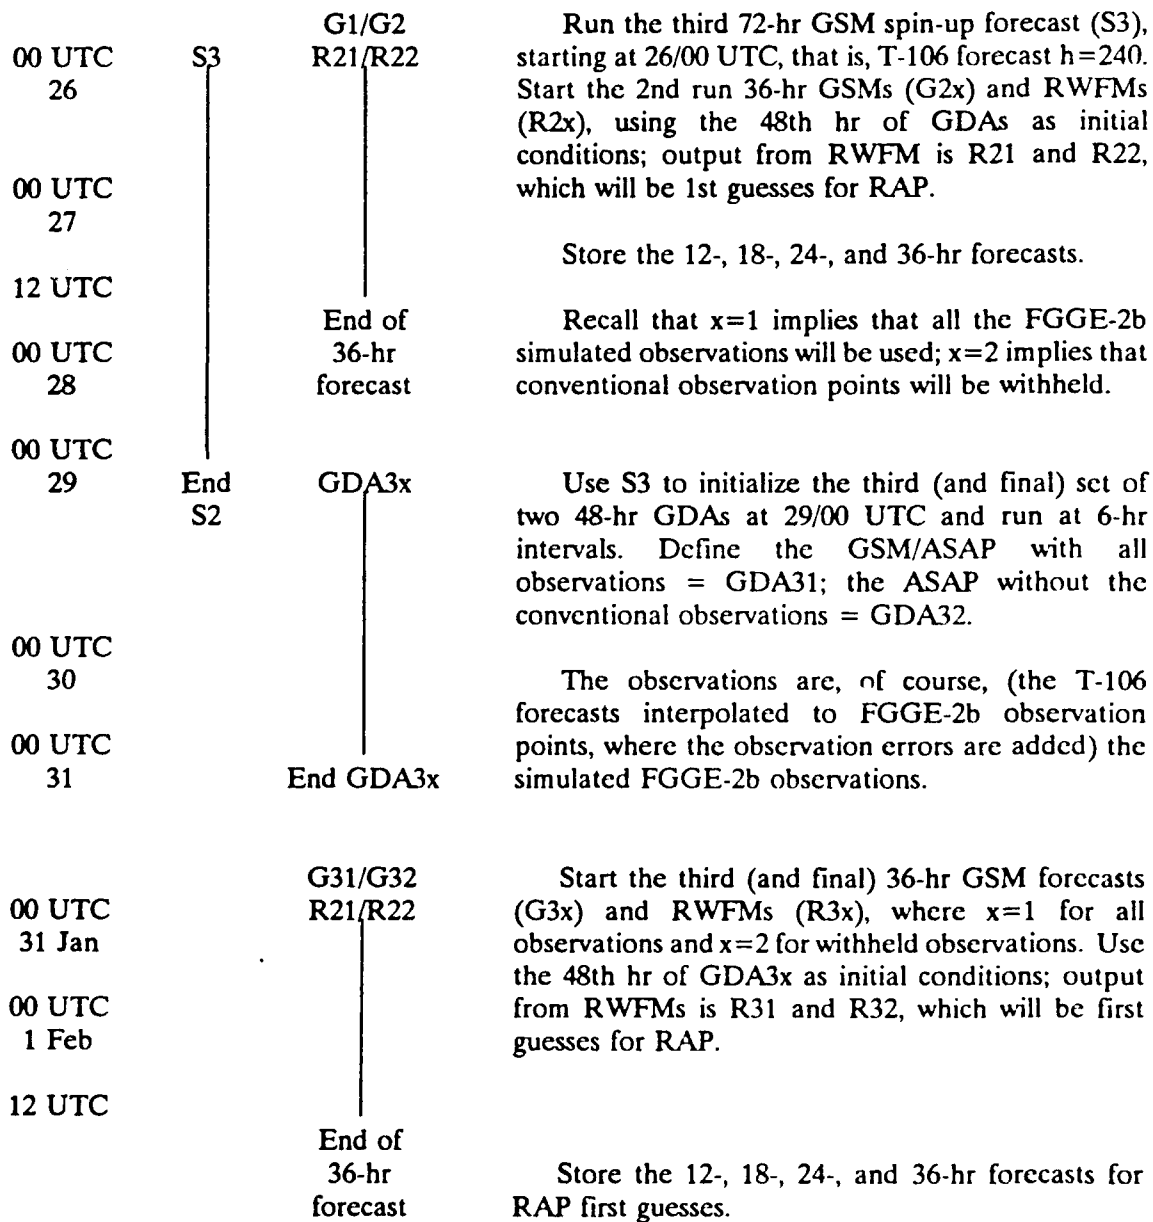 G1/G2
00 UTC S3 R21/R22
26
00 UTC
27
12 UTC
End of
00 UTC 36-hr
28 forecast
00 UTC
29 End GDA3x
S2
00 UTC
30
00 UTC
31 End GDA3x
G31/G32
00 UTC R21/R22
31 Jan
00 UTC
1 Feb
12 UTC
End of
36-hr
forecast
Run the third 72-hr GSM spin-up forecast (S3),
starting at 26/00 UTC, that is, T-106 forecast h=240.
Start the 2nd run 36-hr GSMs (G2x) and RWFMs
(R2x), using the 48th hr of GDAs as initial
conditions; output from RWFM is R21 and R22,
which will be 1st guesses for RAP.
Store the 12-, 18-, 24-, and 36-hr forecasts.
Recall that x=1 implies that all the FGGE-2b
simulated observations will be used; x=2 implies that
conventional observation points will be withheld.
Use S3 to initialize the third (and final) set of
two 48-hr GDAs at 29/00 UTC and run at 6-hr
intervals. Define the GSM/ASAP with all
observations = GDA31; the ASAP without the
conventional observations = GDA32.
The observations are, of course, (the T-106
forecasts interpolated to FGGE-2b observation
points, where the observation errors are added) the
simulated FGGE-2b observations.
Start the third (and final) 36-hr GSM forecasts
(G3x) and RWFMs (R3x), where x=1 for all
observations and x=2 for withheld observations. Use
the 48th hr of GDA3x as initial conditions; output
from RWFMs is R31 and R32, which will be first
guesses for RAP.
Store the 12-, 18-, 24-, and 36-hr forecasts for
RAP first guesses.